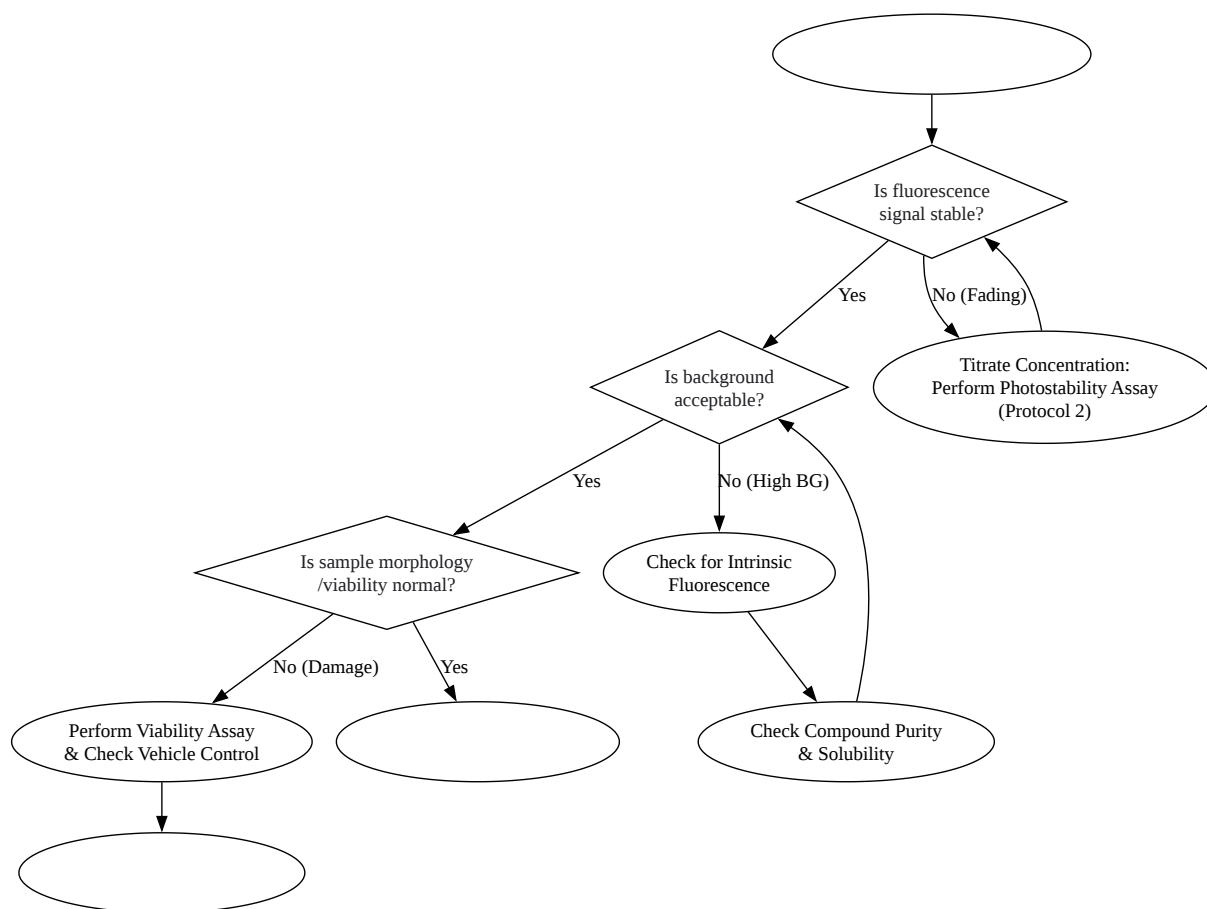 Is fluorescence
signal stable?
Yes
No (Fading)
Titrate Concentration:
Perform Photostability Assay
(Protocol 2)
Is background
acceptable?
Yes
No (High BG)
Is sample morphology
/viability normal?
Check for Intrinsic
Fluorescence
No (Damage)
Yes
Perform Viability Assay
& Check Vehicle Control
Check Compound Purity
& Solubility